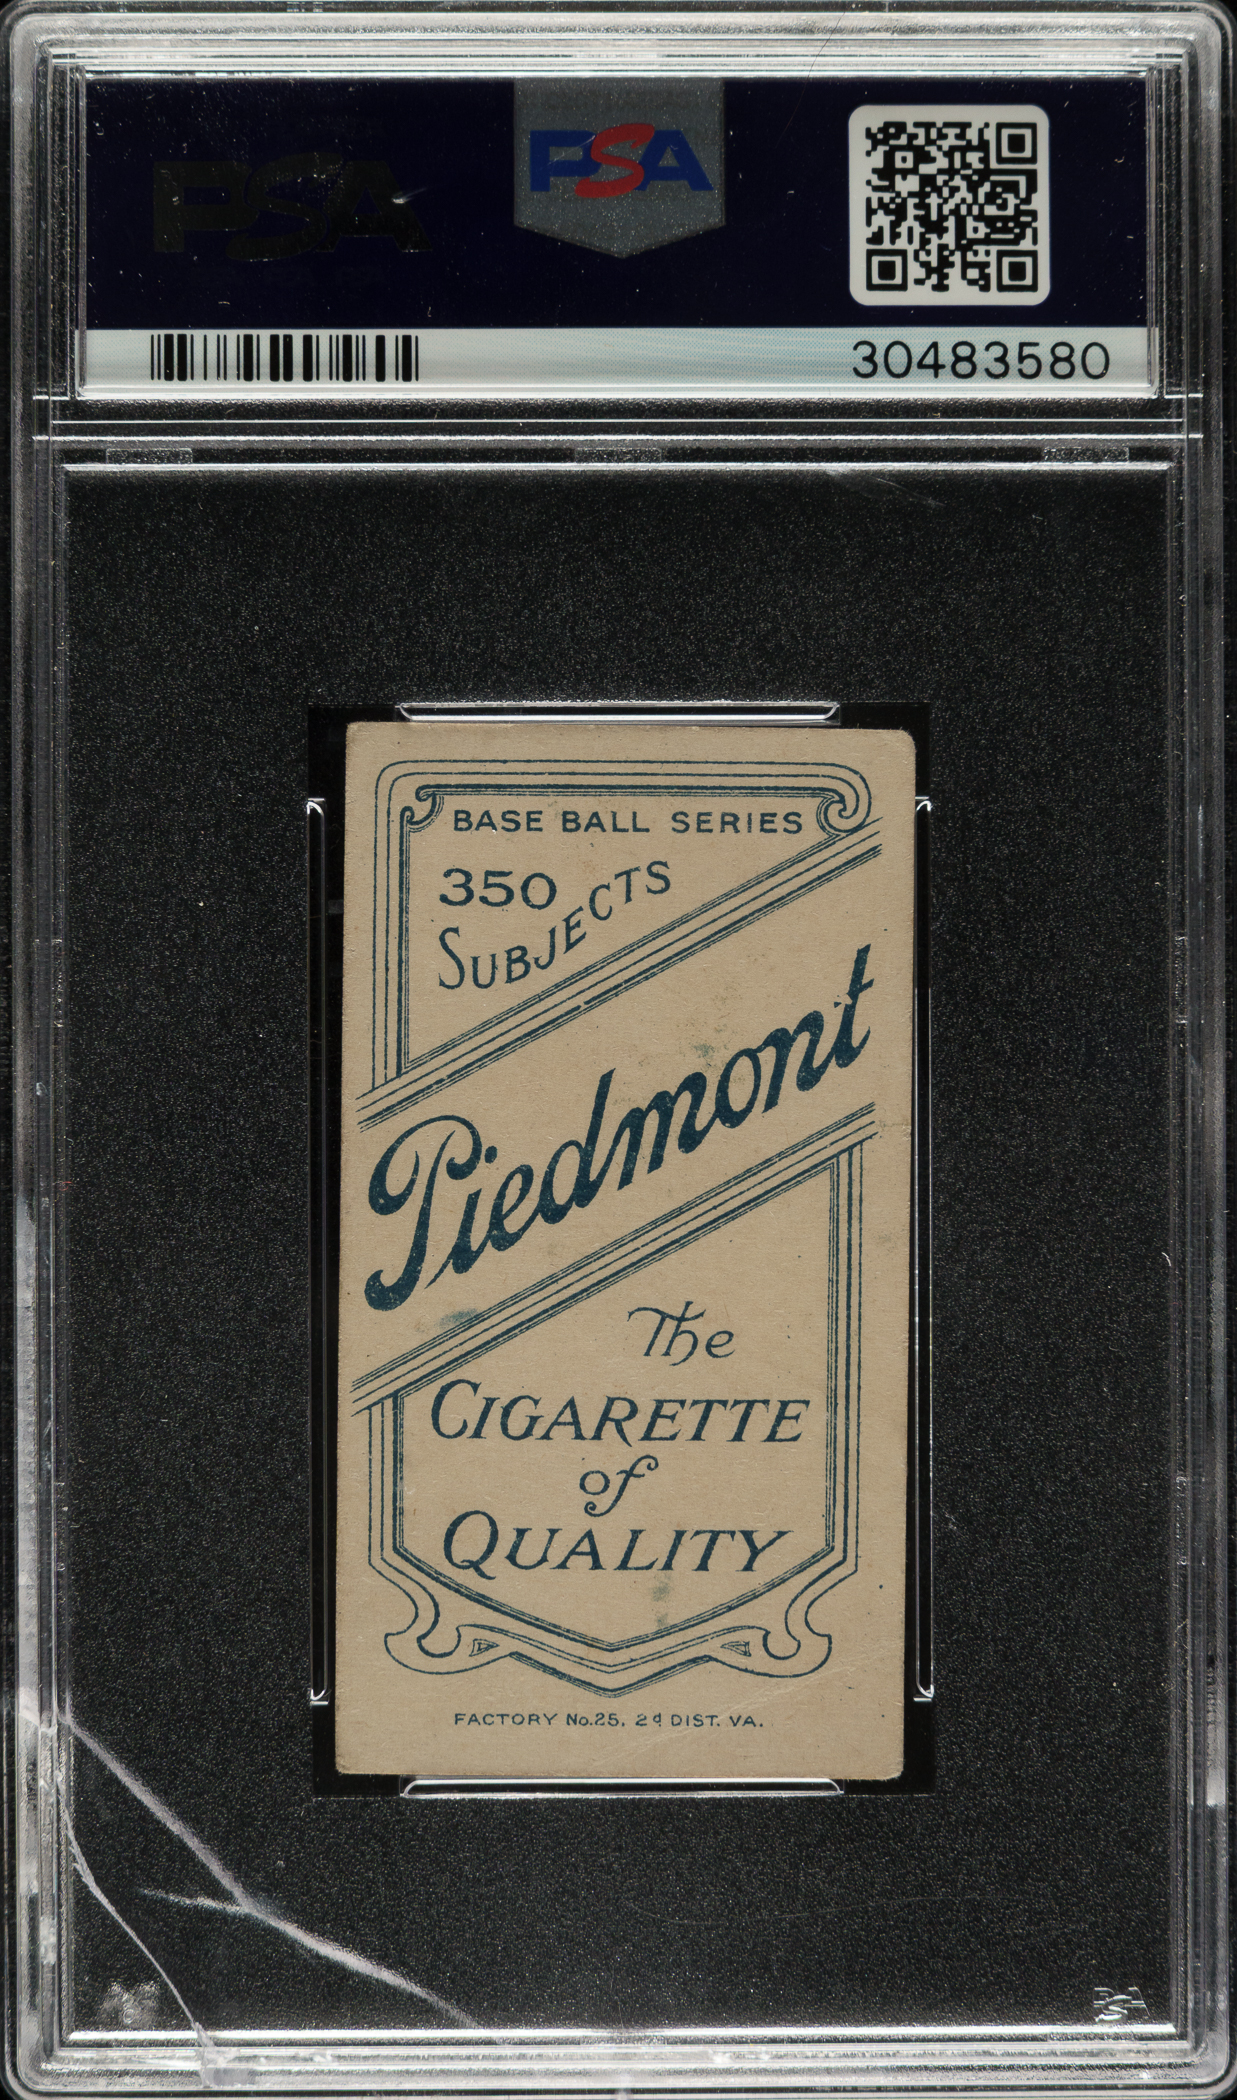 PSA
PSA
30483580
BASE BALL SERIES
350
SUBJECTS
Piedmont
The
CIGARETTE
of
QUALITY
FACTORY No.25. 2d DIST. VA.
PSA